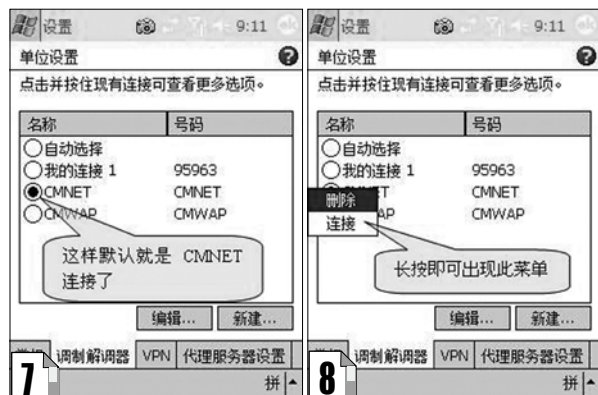 设置 9:11 ok
单位设置
点击并按住现有连接可查看更多选项。
名称 号码
自动选择
我的连接 1 95963
CMNET CMNET
CMWAP CMWAP
这样默认就是 CMNET
连接了
编辑... 新建...
调制解调器 VPN 代理服务器设置
拼
7
设置 9:11 ok
单位设置
点击并按住现有连接可查看更多选项。
名称 号码
自动选择
我的连接 1 95963
CMNET
删除
AP CMWAP
连接
长按即可出现此菜单
编辑... 新建...
调制解调器 VPN 代理服务器设置
拼
8